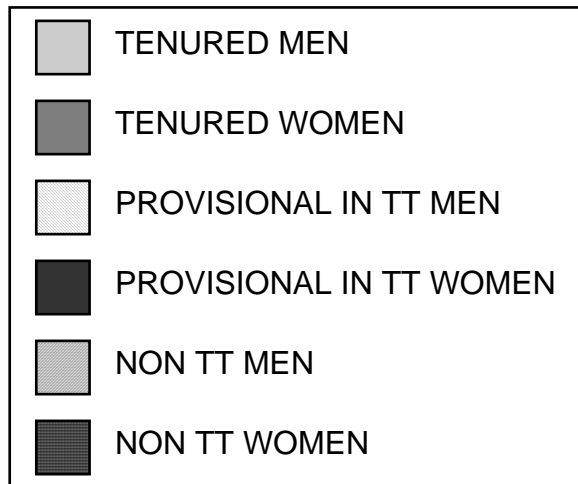 TENURED MEN
TENURED WOMEN
PROVISIONAL IN TT MEN
PROVISIONAL IN TT WOMEN
NON TT MEN
NON TT WOMEN